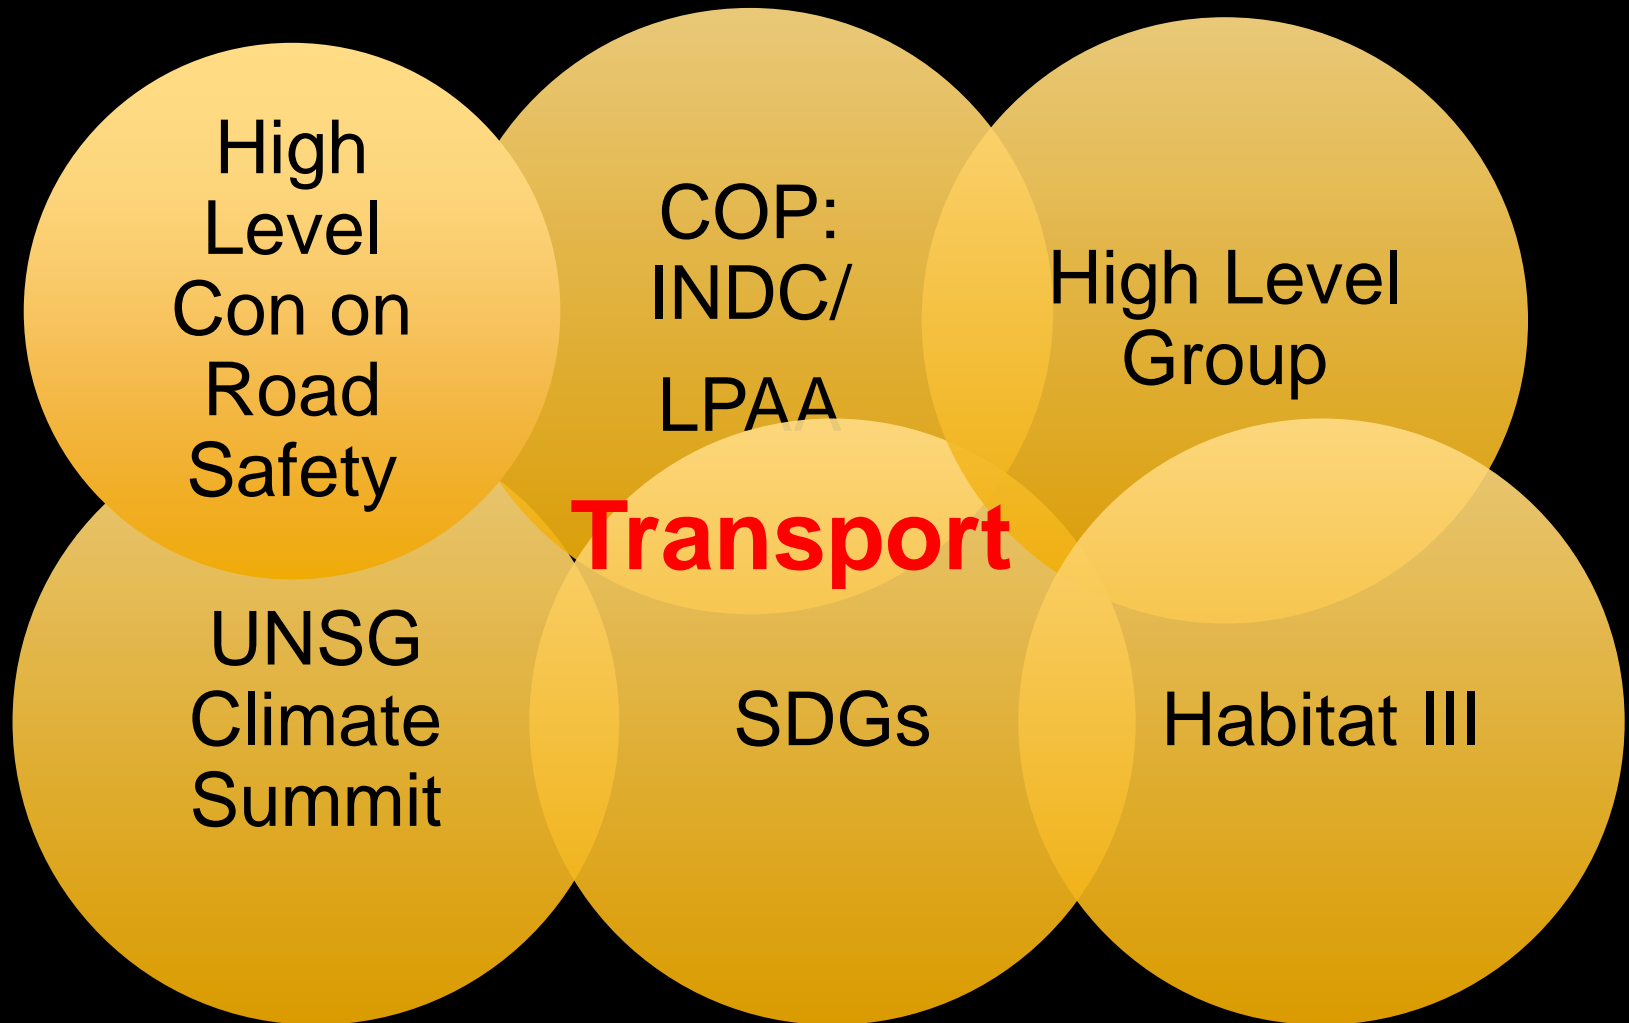 High
Level
Con on
Road
Safety
COP:
INDC/
LPAA
High Level
Group
Transport
UNSG
Climate
Summit
SDGs
Habitat III